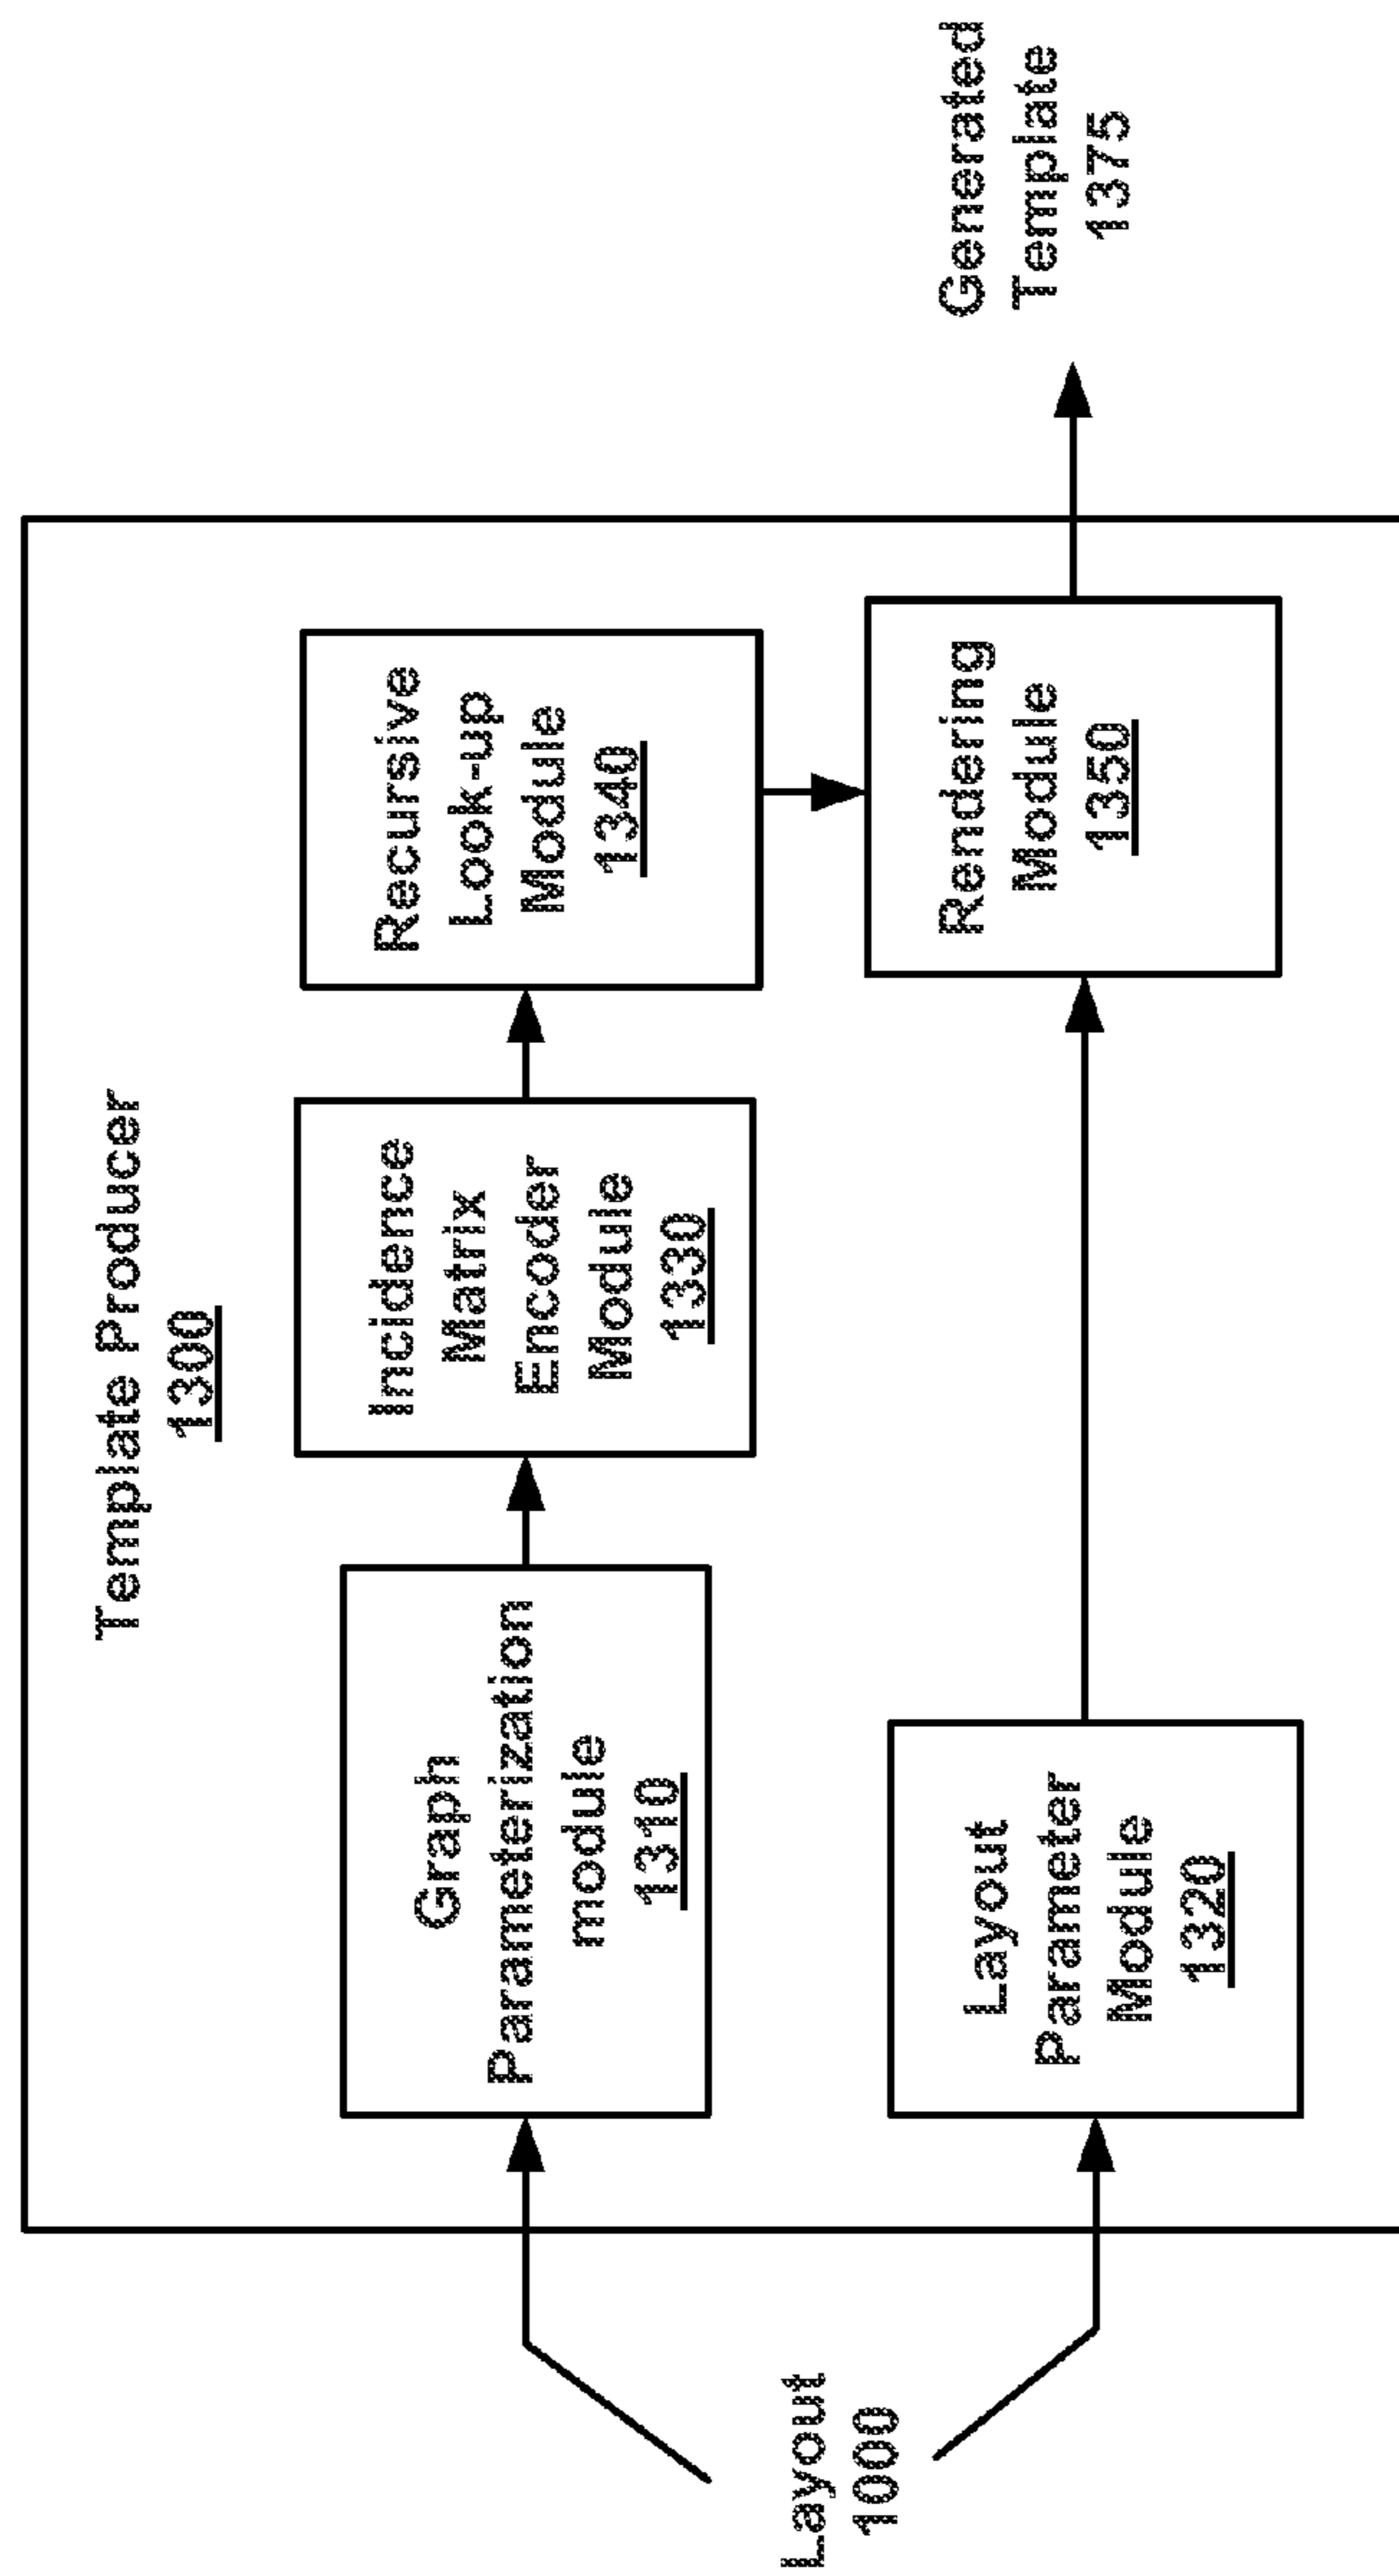 Template Producer
1300
Layout
1000
Graph
Parameterization
module
1310
Incidence
Matrix
Encoder
Module
1330
Recursive
Look-up
Module
1340
Layout
Parameter
Module
1320
Rendering
Module
1350
Generated
Template
1375